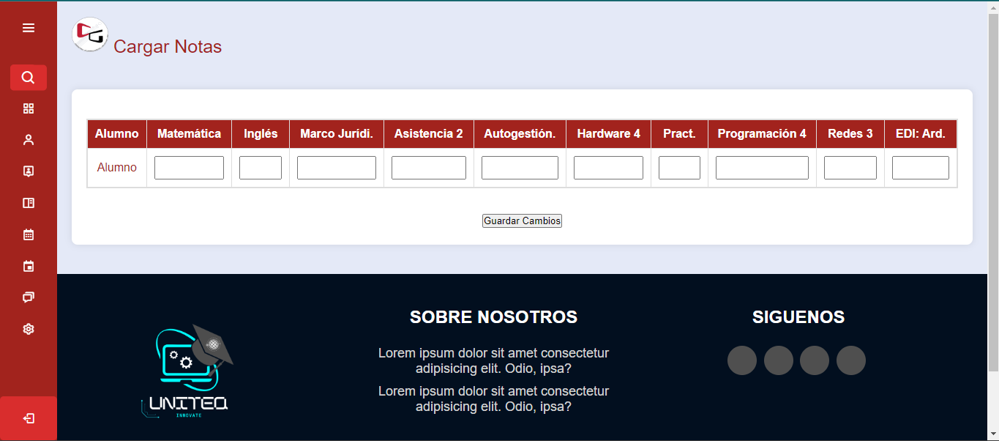 Cargar Notas
Alumno Matemática Inglés Marco Jurídi. Asistencia 2 Autogestión. Hardware 4 Pract. Programación 4 Redes 3 EDI: Ard.
Alumno
Guardar Cambios
SOBRE NOSOTROS
Lorem ipsum dolor sit amet consectetur
adipisicing elit. Odio, ipsa?
Lorem ipsum dolor sit amet consectetur
adipisicing elit. Odio, ipsa?
SIGUENOS
UNITEQ
INNOVATE